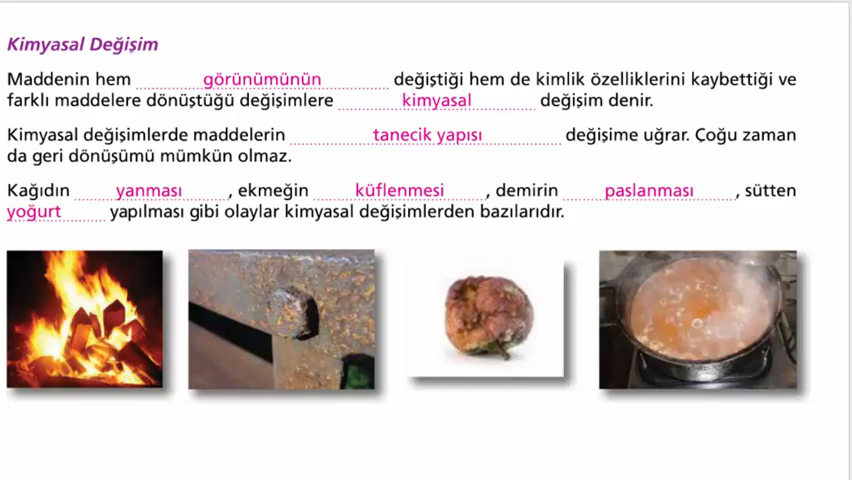 Kimyasal Değişim
Maddenin hem görünümünün değiştiği hem de kimlik özelliklerini kaybettiği ve
farklı maddelere dönüştüğü değişimlere kimyasal değişim denir.
Kimyasal değişimlerde maddelerin tanecik yapısı değişime uğrar. Çoğu zaman
da geri dönüşümü mümkün olmaz.
Kağıdın yanması, ekmeğin küflenmesi, demirin paslanması, sütten
yoğurt yapılması gibi olaylar kimyasal değişimlerden bazılarıdır.